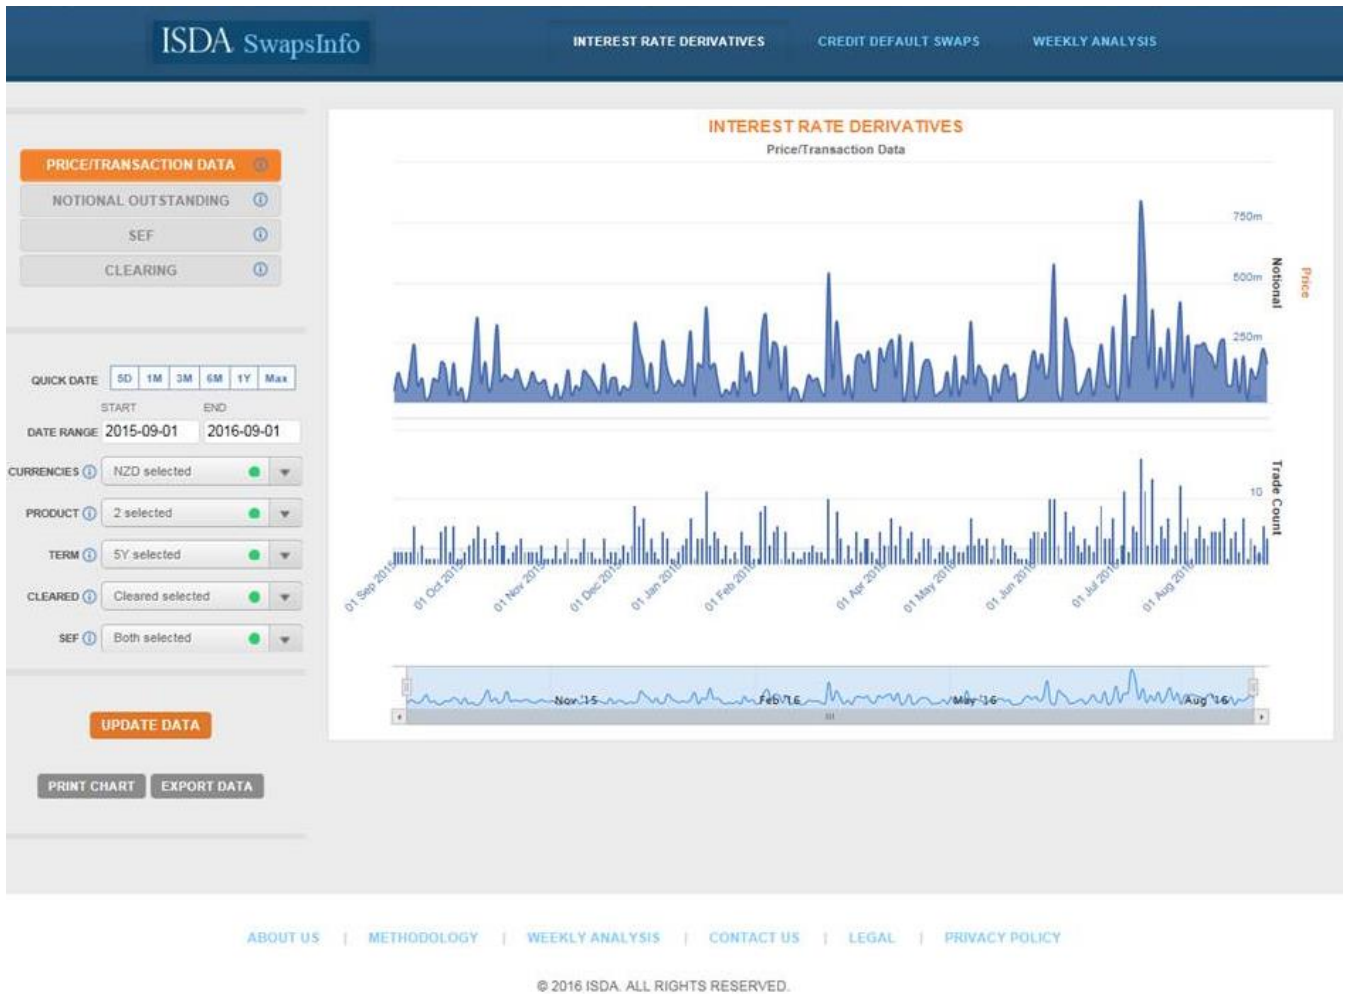 ISDA SwapsInfo
INTEREST RATE DERIVATIVES
CREDIT DEFAULT SWAPS
WEEKLY ANALYSIS
PRICE/TRANSACTION DATA
NOTIONAL OUTSTANDING
SEF
CLEARING
QUICK DATE 5D 1M 3M 6M 1Y Max
START END
DATE RANGE 2015-09-01 2016-09-01
CURRENCIES NZD selected
PRODUCT 2 selected
TERM 5Y selected
CLEARED Cleared selected
SEF Both selected
UPDATE DATA
PRINT CHART EXPORT DATA
INTEREST RATE DERIVATIVES
Price/Transaction Data
750m
500m
250m
Notional
Price
10
Trade Count
01 Sep 2015
01 Oct 2015
01 Nov 2015
01 Dec 2015
01 Jan 2016
01 Feb 2016
01 Apr 2016
01 May 2016
01 Jun 2016
01 Jul 2016
01 Aug 2016
Nov '15 Feb '16 May '16 Aug '16
ABOUT US | METHODOLOGY | WEEKLY ANALYSIS | CONTACT US | LEGAL | PRIVACY POLICY
© 2016 ISDA. ALL RIGHTS RESERVED.